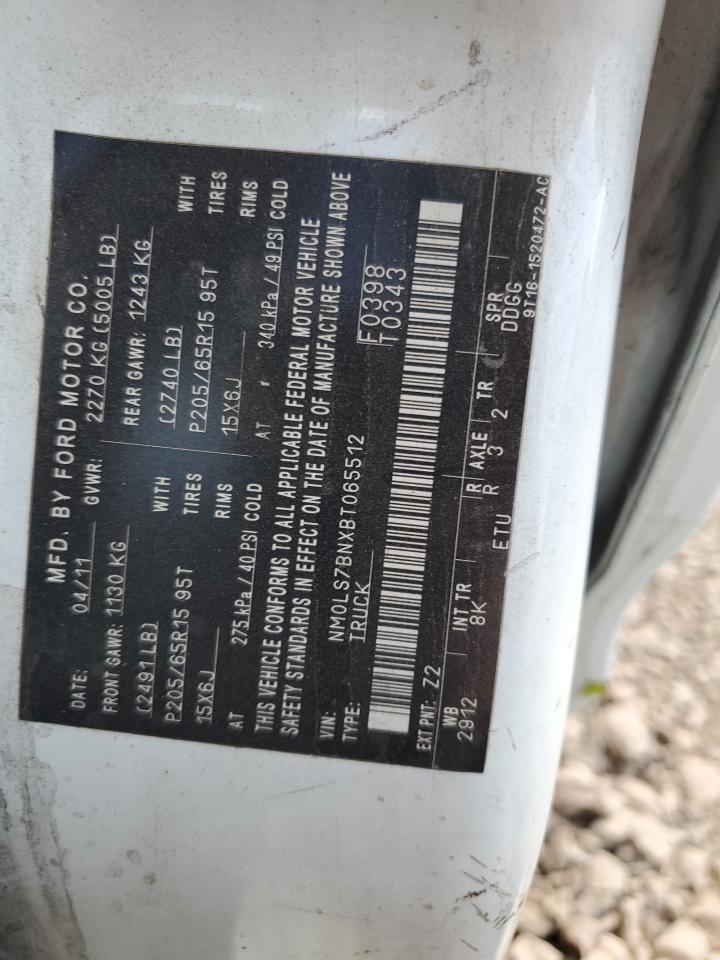 MFD. BY FORD MOTOR CO.
DATE: 04/11 GVWR: 2270 KG (5005 LB)
FRONT GAWR: 1130 KG REAR GAWR: 1243 KG
(2491LB) WITH (2740 LB) WITH
P205/65R15 95T TIRES P205/65R15 95T TIRES
15X6J RIMS 15X6J RIMS
AT 275 kPa / 40 PSI COLD AT 340 kPa / 49 PSI COLD
THIS VEHICLE CONFORMS TO ALL APPLICABLE FEDERAL MOTOR VEHICLE
SAFETY STANDARDS IN EFFECT ON THE DATE OF MANUFACTURE SHOWN ABOVE
VIN: NM0LS7BNXBT065512 F0398
TYPE: TRUCK T0343
EXT PNT: Z2
WB INT TR R AXLE TR SPR
2912 8K ETU R 3 2 DDGG
9T16-1520472-AC